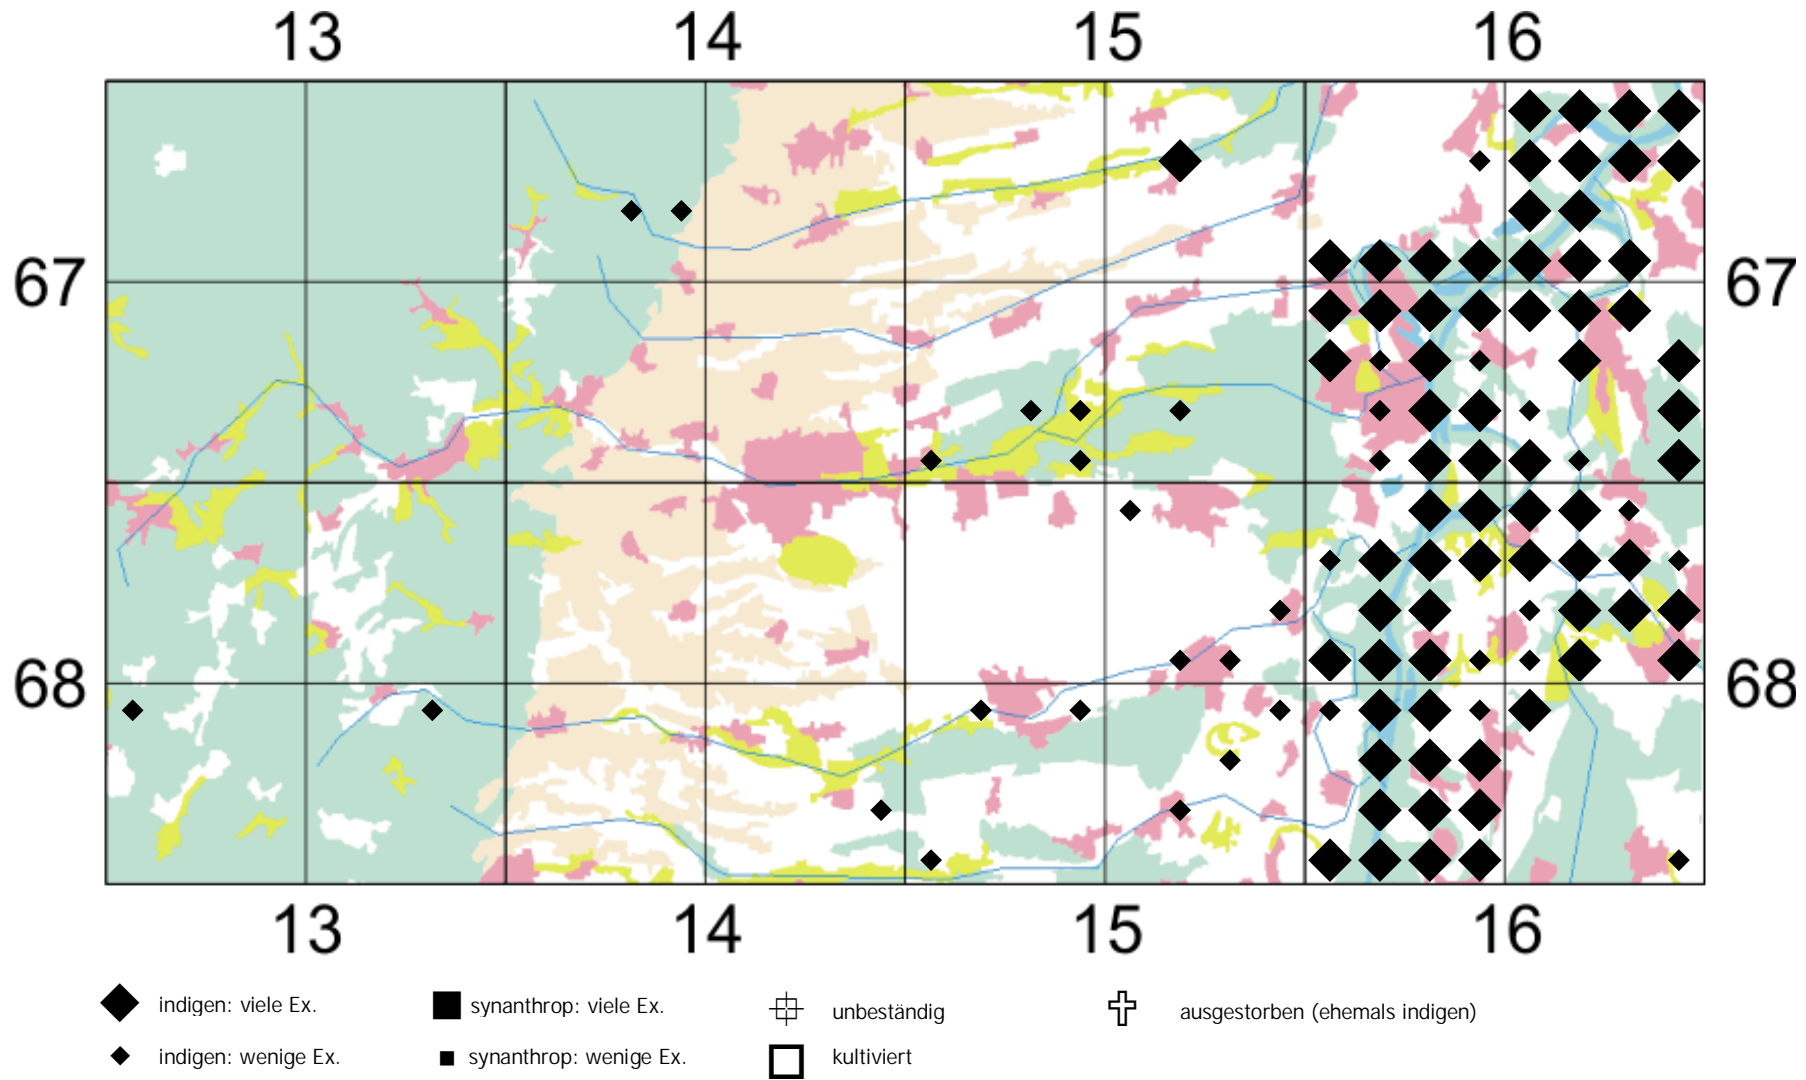 13 14 15 16
67 67
68 68
13 14 15 16
indigen: viele Ex. synanthrop: viele Ex. unbeständig ausgestorben (ehemals indigen)
indigen: wenige Ex. synanthrop: wenige Ex. kultiviert